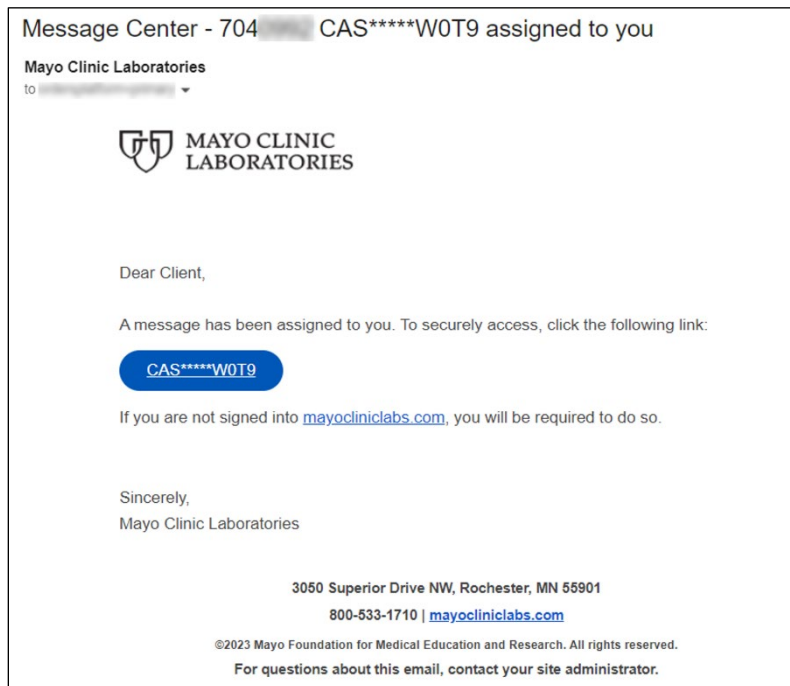 Message Center - 704 CAS*****W0T9 assigned to you
Mayo Clinic Laboratories
to
MAYO CLINIC
LABORATORIES
Dear Client,
A message has been assigned to you. To securely access, click the following link:
CAS*****W0T9
If you are not signed into mayocliniclabs.com, you will be required to do so.
Sincerely,
Mayo Clinic Laboratories
3050 Superior Drive NW, Rochester, MN 55901
800-533-1710 | mayocliniclabs.com
©2023 Mayo Foundation for Medical Education and Research. All rights reserved.
For questions about this email, contact your site administrator.